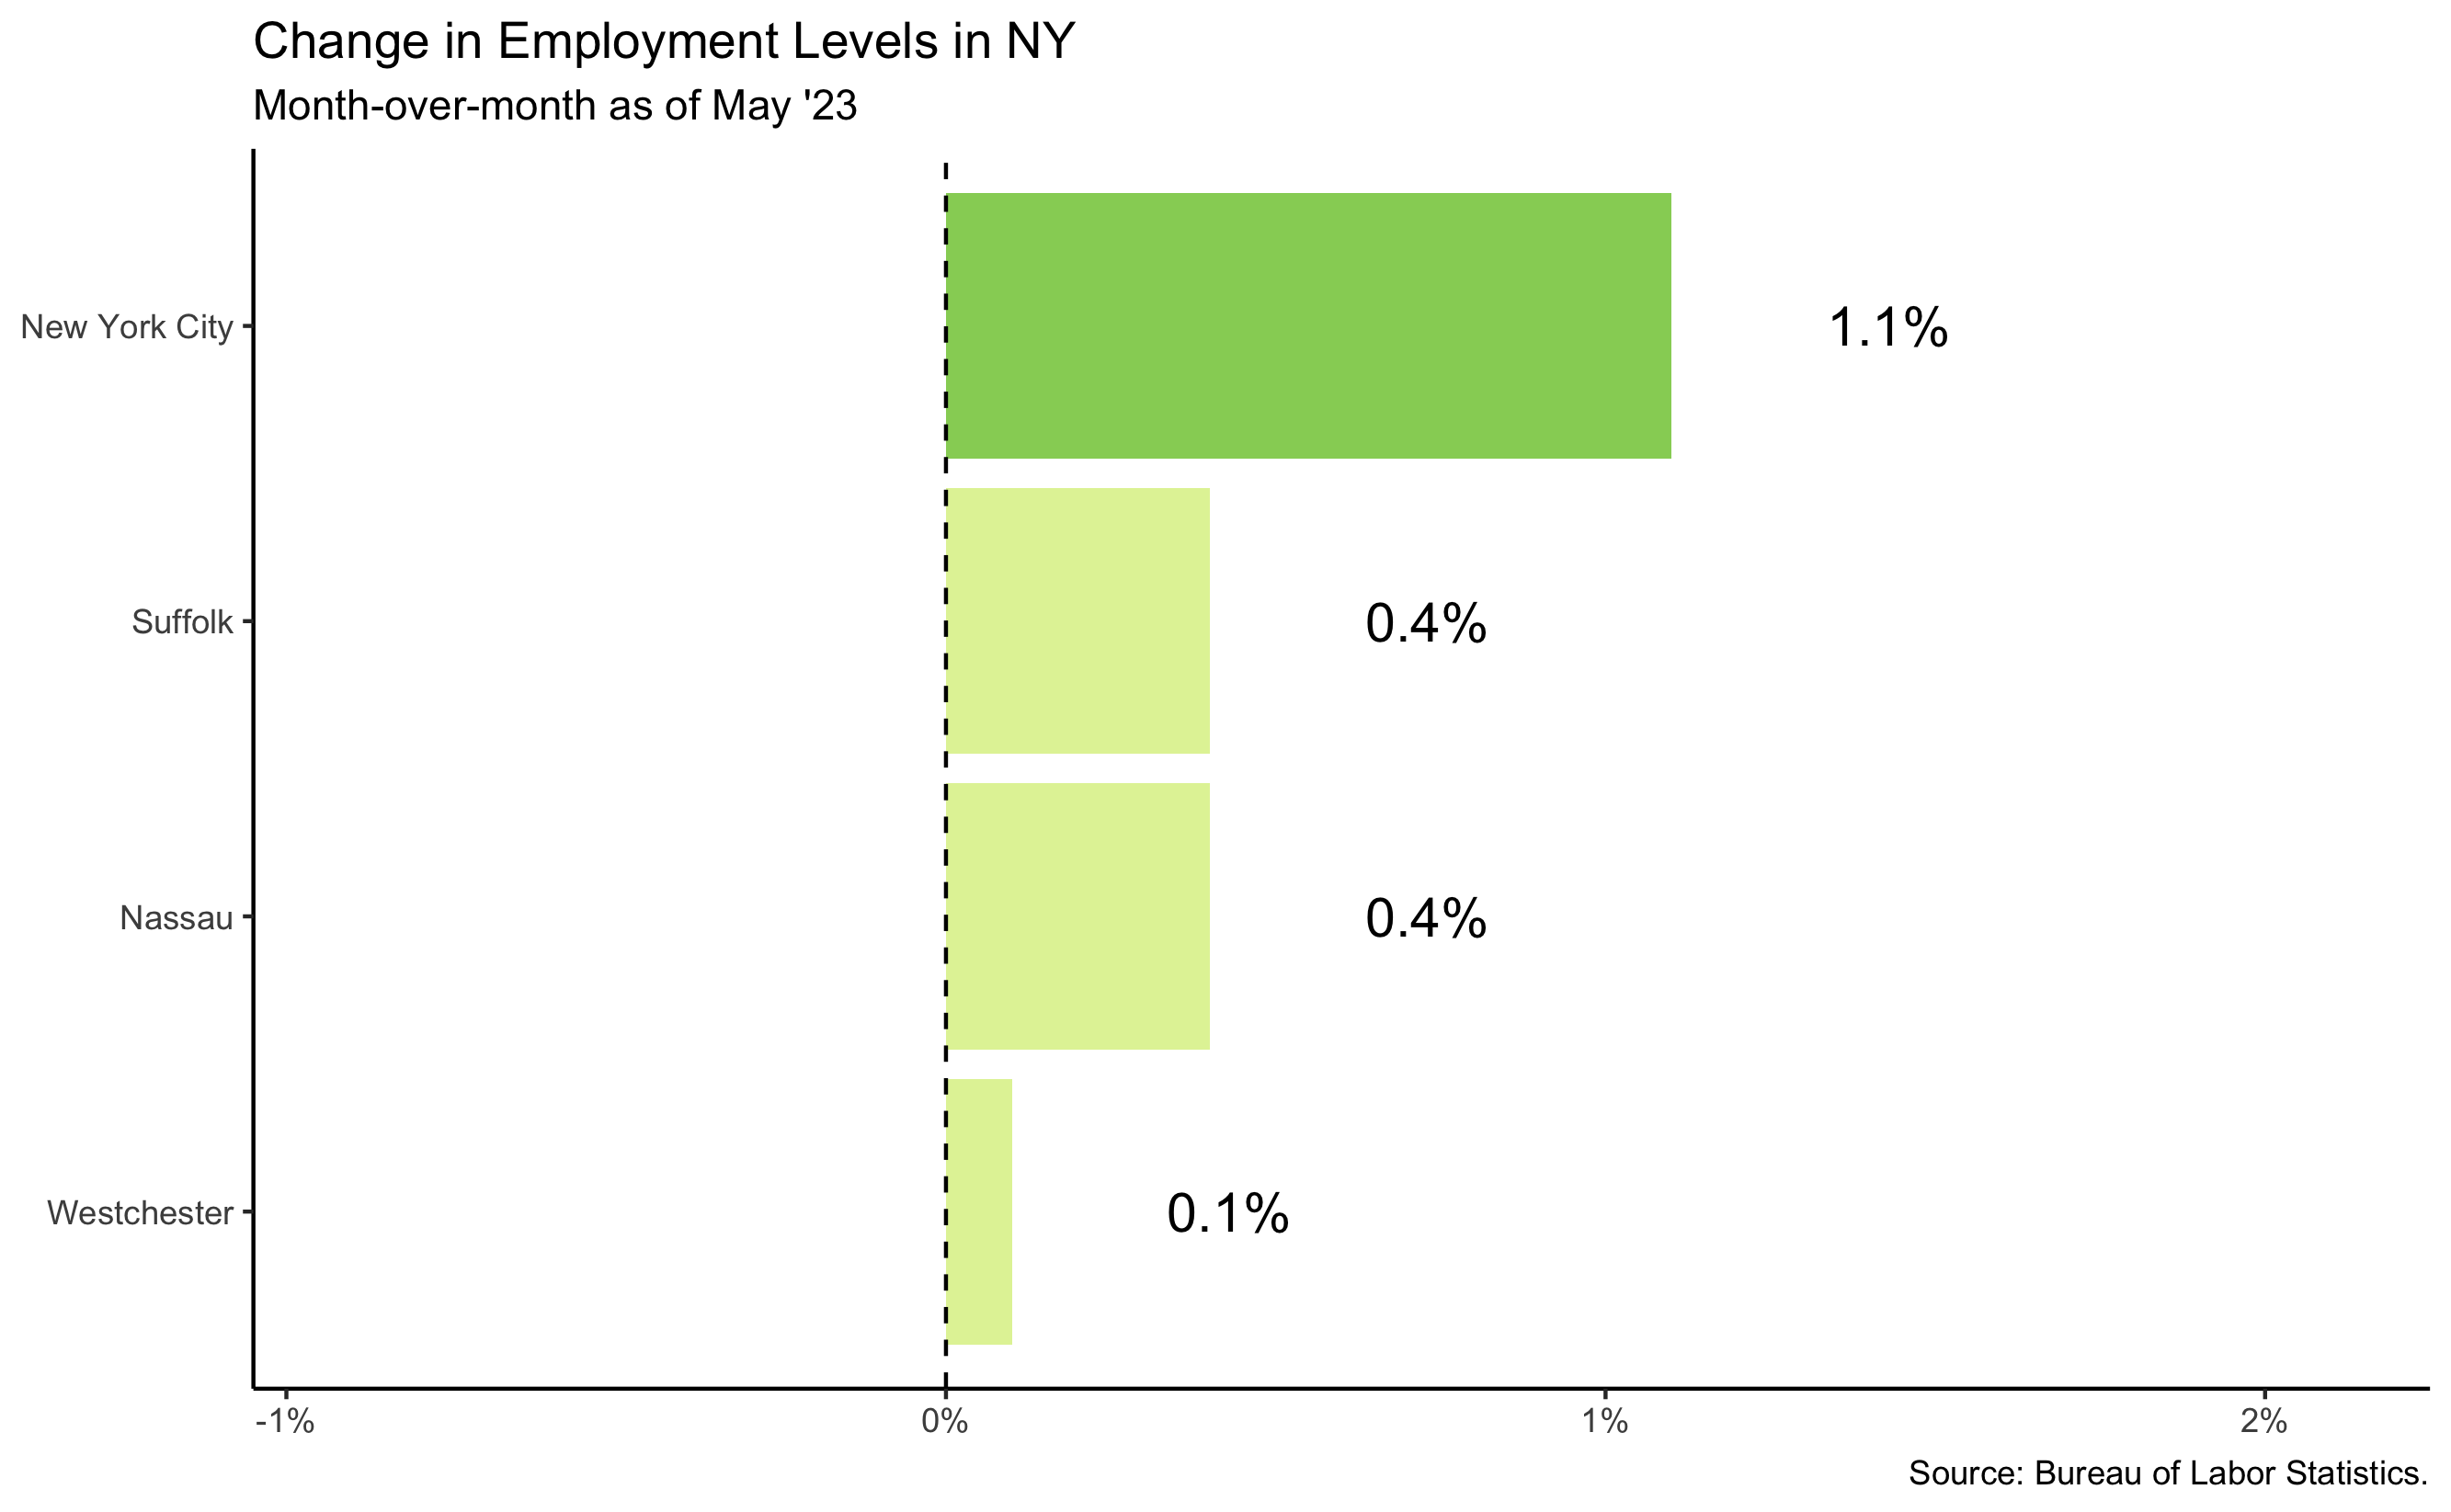 Change in Employment Levels in NY
Month-over-month as of May '23
New York City
1.1%
Suffolk
0.4%
Nassau
0.4%
Westchester
0.1%
-1%
0%
1%
2%
Source: Bureau of Labor Statistics.